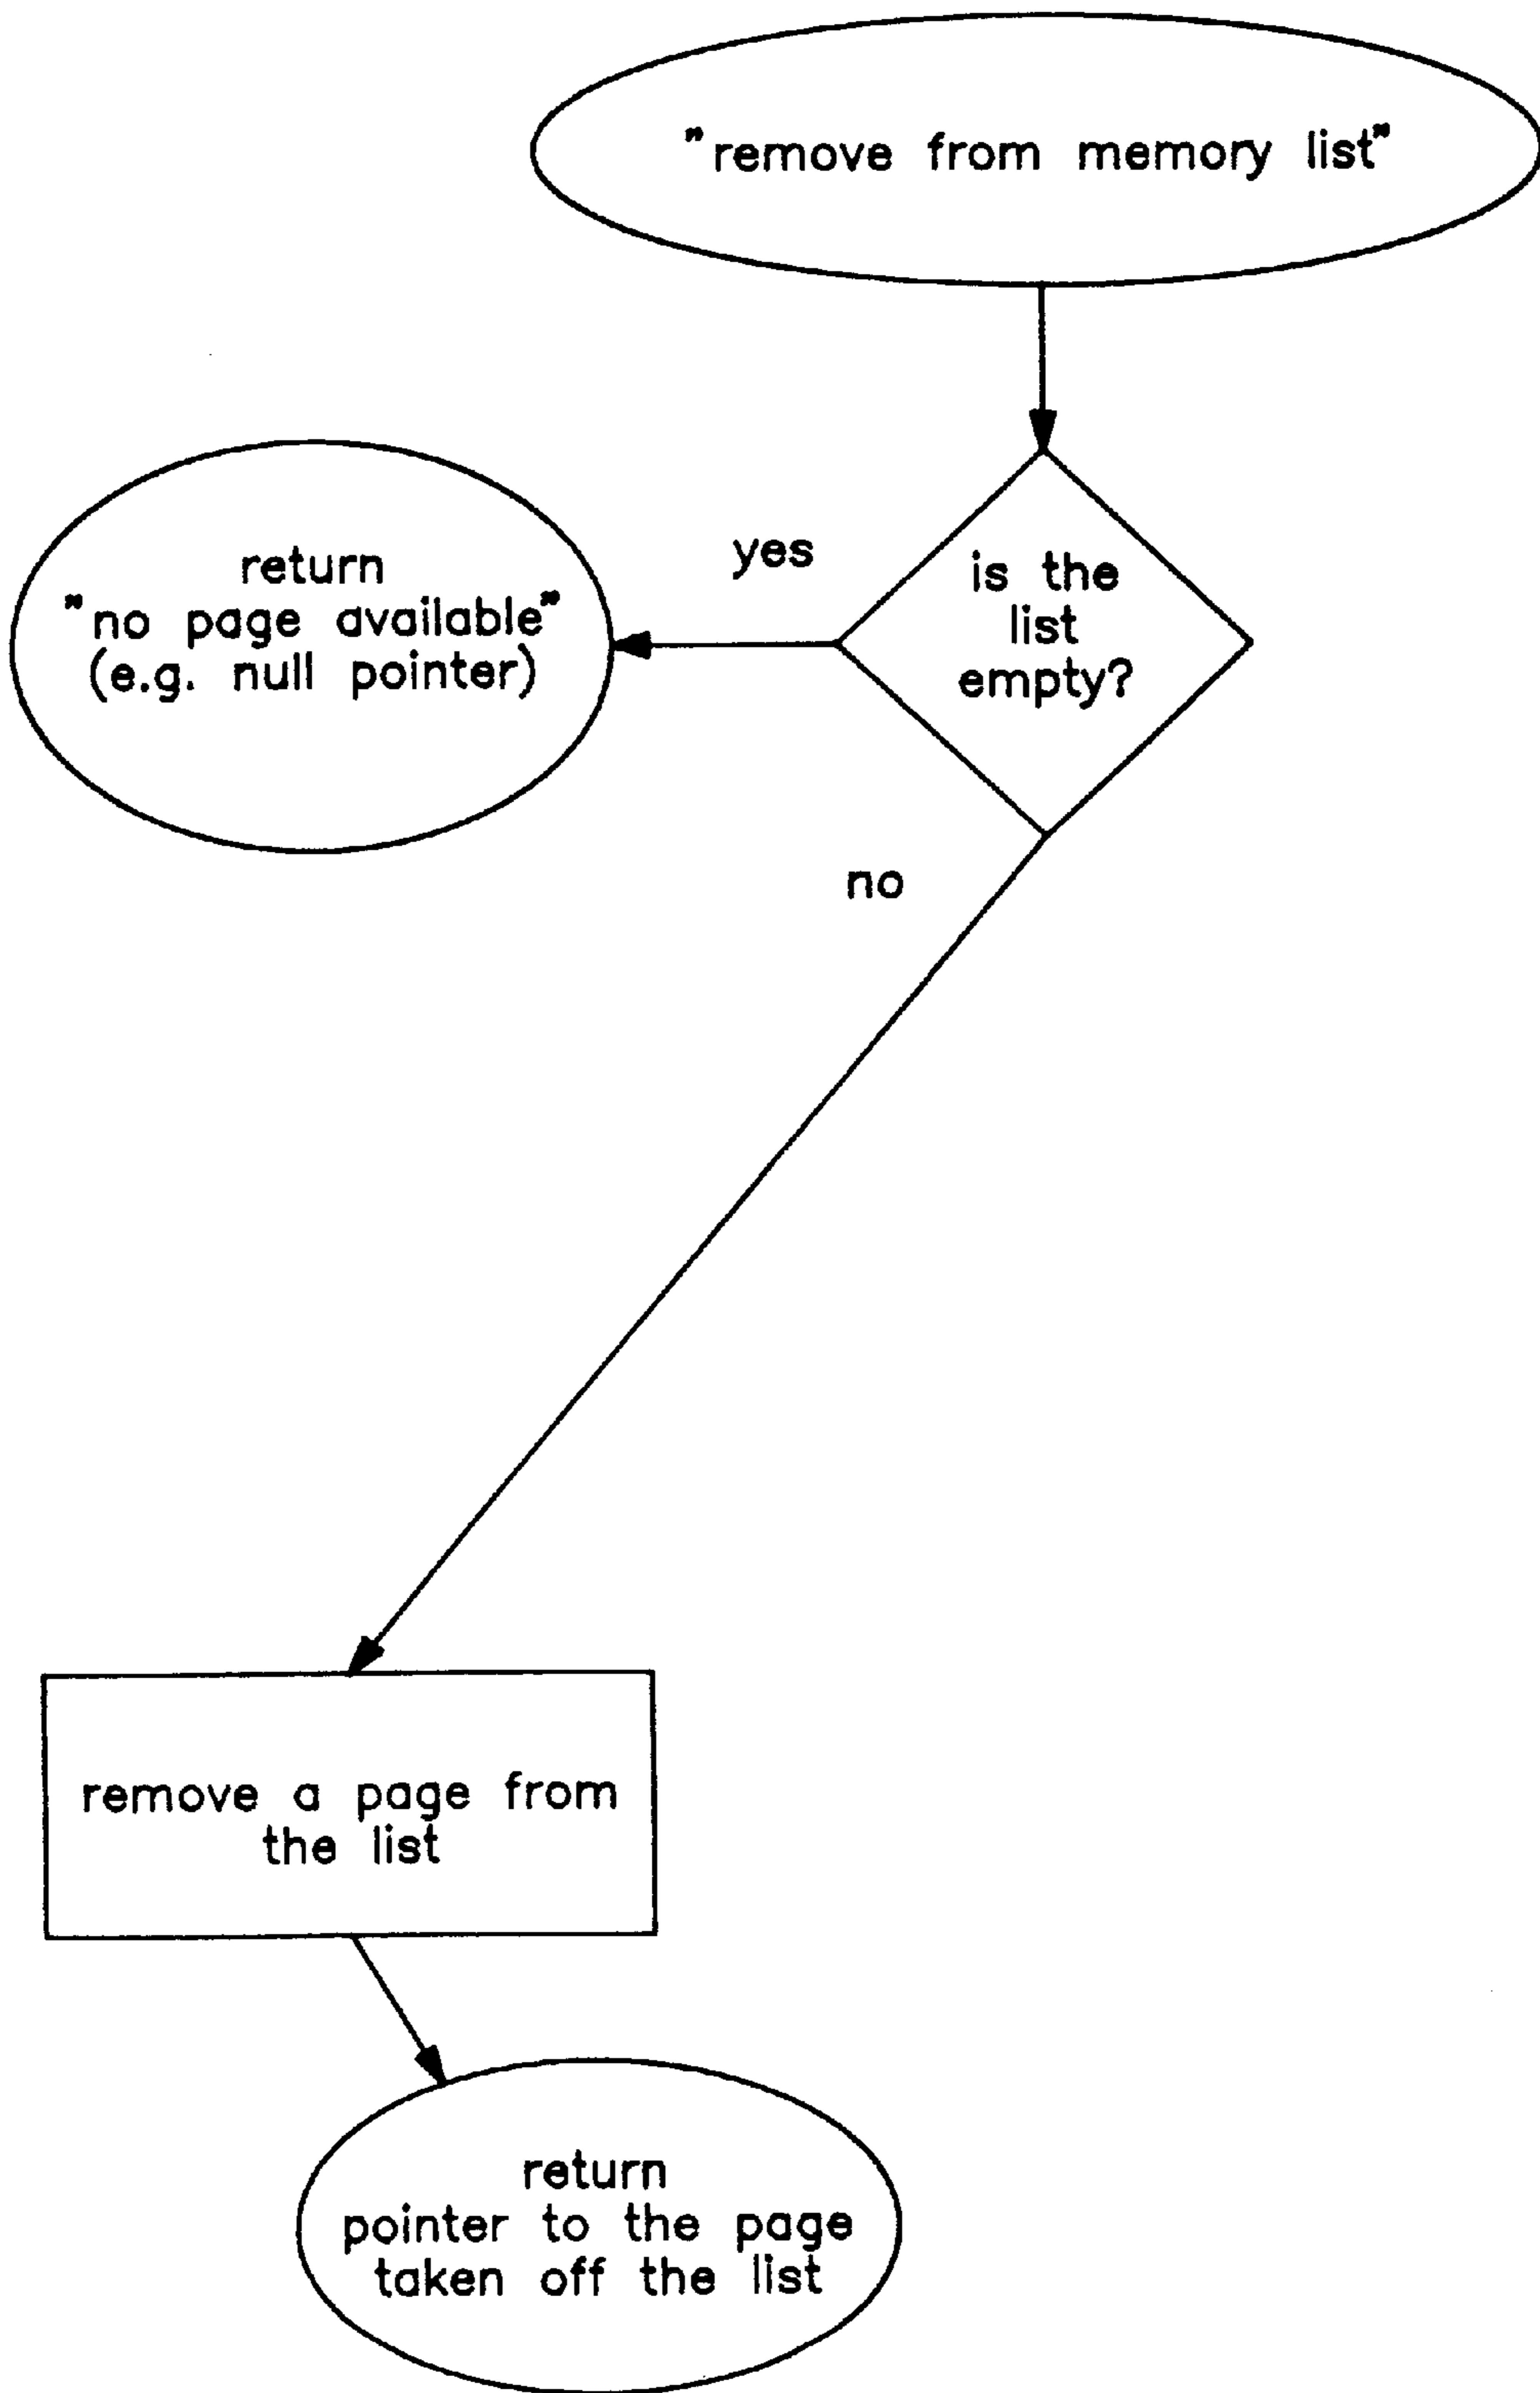 "remove from memory list"
yes
is the
list
empty?
return
"no page available"
(e.g. null pointer)
no
remove a page from
the list
return
pointer to the page
taken off the list